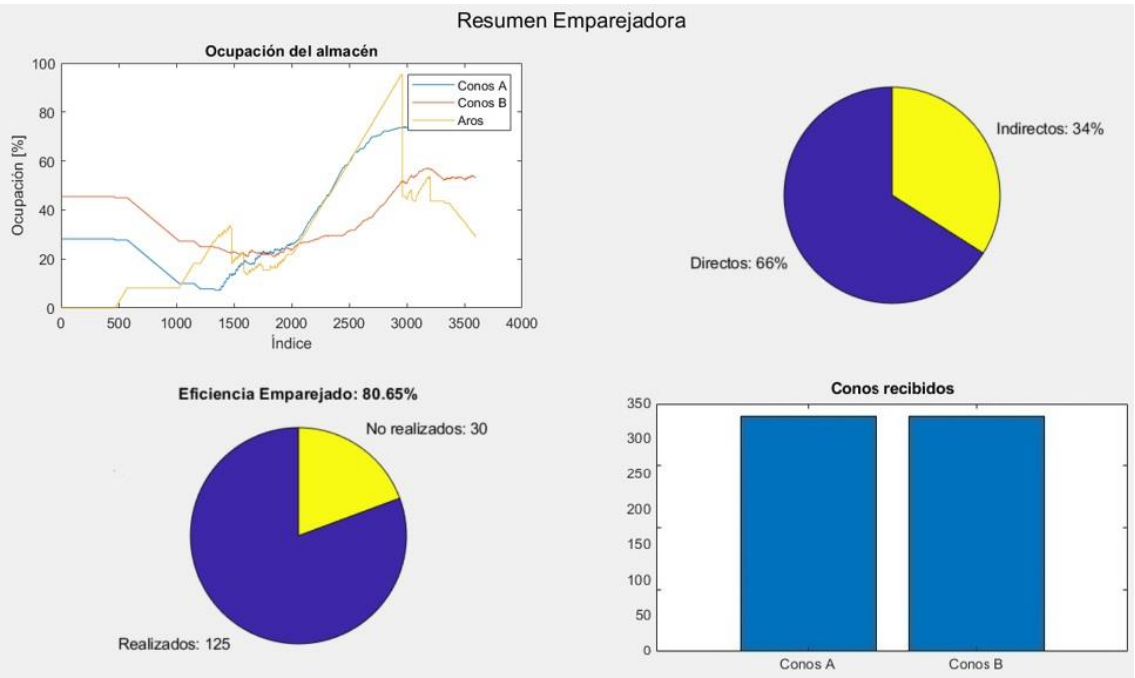 Resumen Emparejadora
Ocupación del almacén
100
80
60
40
20
0
Ocupación [%]
Conos A
Conos B
Aros
0 500 1000 1500 2000 2500 3000 3500 4000
Índice
Indirectos: 34%
Directos: 66%
Eficiencia Emparejado: 80.65%
No realizados: 30
Realizados: 125
Conos recibidos
350
300
250
200
150
100
50
0
Conos A Conos B